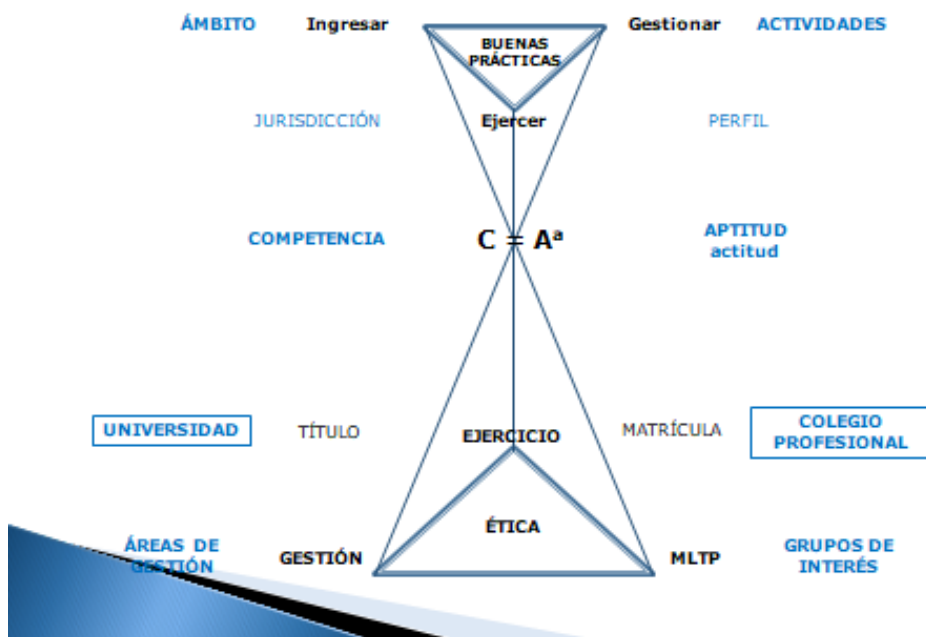 ÁMBITO Ingresar Gestionar ACTIVIDADES
BUENAS
PRÁCTICAS
JURISDICCIÓN Ejercer PERFIL
COMPETENCIA C = Aª APTITUD
actitud
UNIVERSIDAD TÍTULO EJERCICIO MATRÍCULA COLEGIO
PROFESIONAL
ÉTICA
ÁREAS DE
GESTIÓN GESTIÓN MLTP GRUPOS DE
INTERÉS